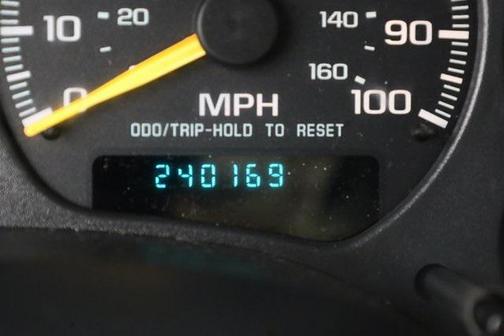 10 20 140 90
0 160 100
MPH
ODO/TRIP-HOLD TO RESET
240169